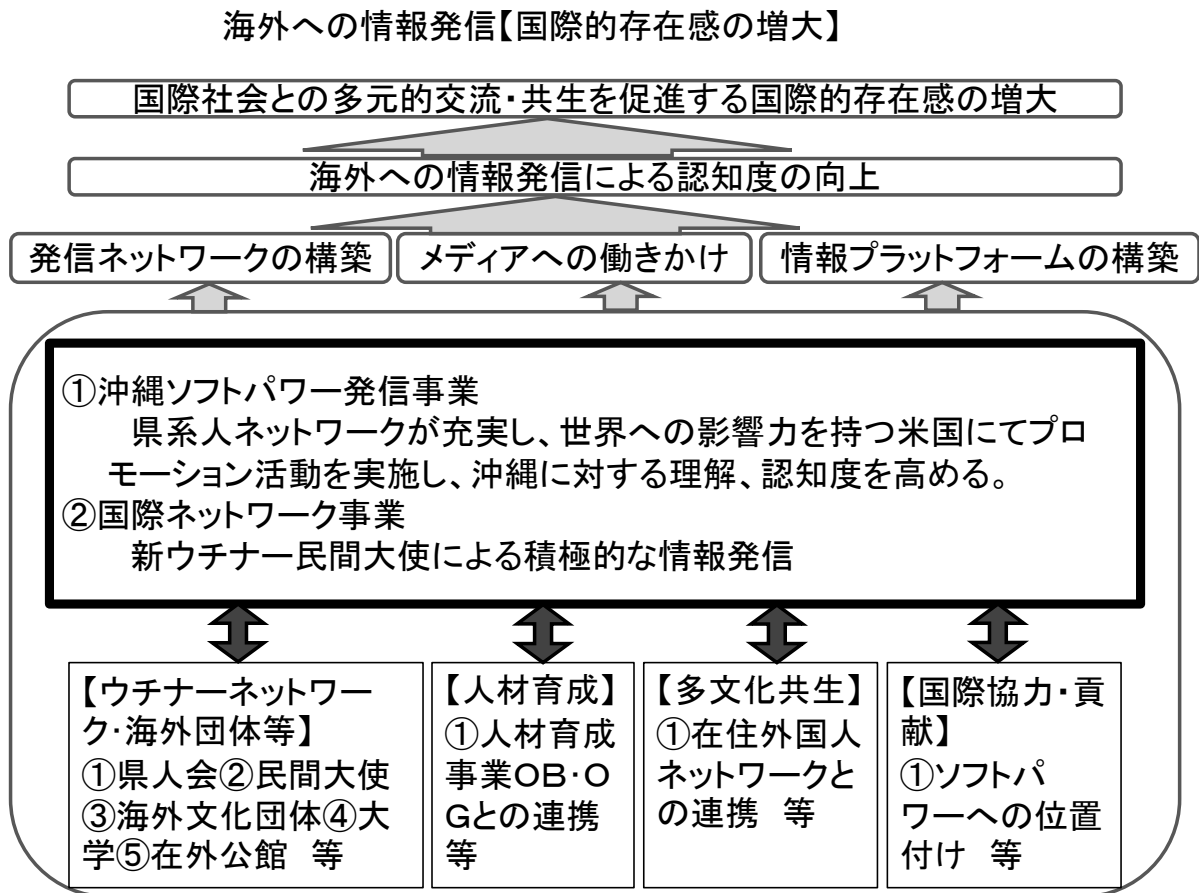 海外への情報発信【国際的存在感の増大】
国際社会との多元的交流・共生を促進する国際的存在感の増大
海外への情報発信による認知度の向上
発信ネットワークの構築
メディアへの働きかけ
情報プラットフォームの構築
①沖縄ソフトパワー発信事業
県系人ネットワークが充実し、世界への影響力を持つ米国にてプロ
モーション活動を実施し、沖縄に対する理解、認知度を高める。
②国際ネットワーク事業
新ウチナー民間大使による積極的な情報発信
【ウチナーネットワー
ク・海外団体等】
①県人会②民間大使
③海外文化団体④大
学⑤在外公館 等
【人材育成】
①人材育成
事業OB・O
Gとの連携
等
【多文化共生】
①在住外国人
ネットワークと
の連携 等
【国際協力・貢
献】
①ソフトパ
ワーへの位置
付け 等